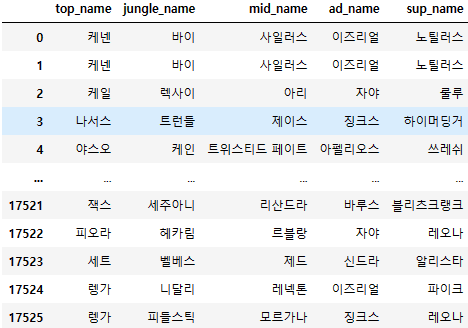 top_name jungle_name mid_name ad_name sup_name
0 케넨 바이 사일러스 이즈리얼 노틸러스
1 케넨 바이 사일러스 이즈리얼 노틸러스
2 케일 렉사이 아리 자야 룰루
3 나서스 트런들 제이스 징크스 하이머딩거
4 야스오 케인 트위스티드 페이트 아펠리오스 쓰레쉬
... ... ... ... ... ...
17521 잭스 세주아니 리산드라 바루스 블리츠크랭크
17522 피오라 헤카림 르블랑 자야 레오나
17523 세트 벨베스 제드 신드라 알리스타
17524 렝가 니달리 레넥톤 이즈리얼 파이크
17525 렝가 피들스틱 모르가나 징크스 레오나